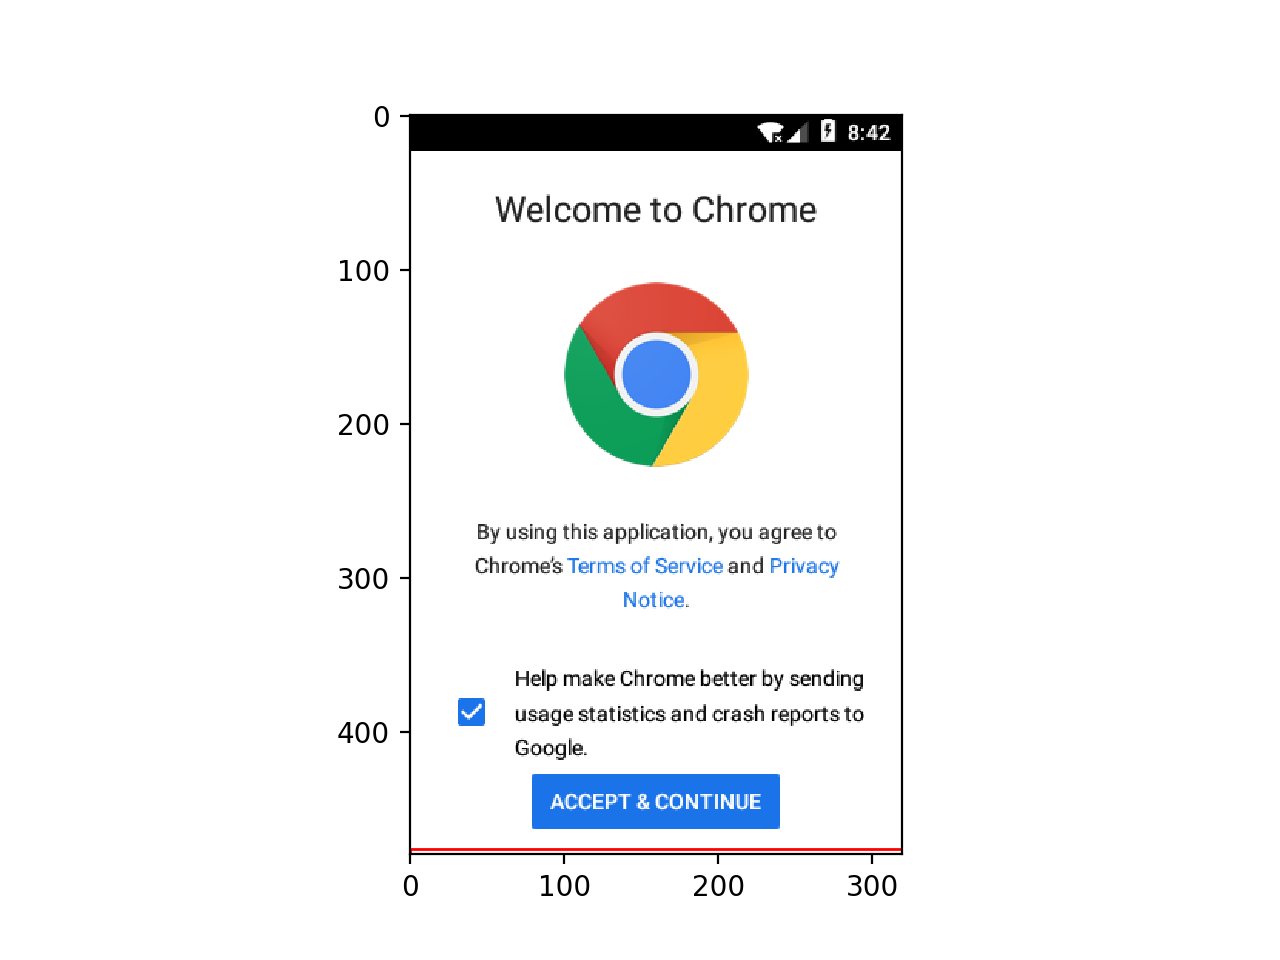 8:42
Welcome to Chrome
By using this application, you agree to
Chrome’s Terms of Service and Privacy
Notice.
Help make Chrome better by sending
usage statistics and crash reports to
Google.
ACCEPT & CONTINUE
0
100
200
300
400
0
100
200
300